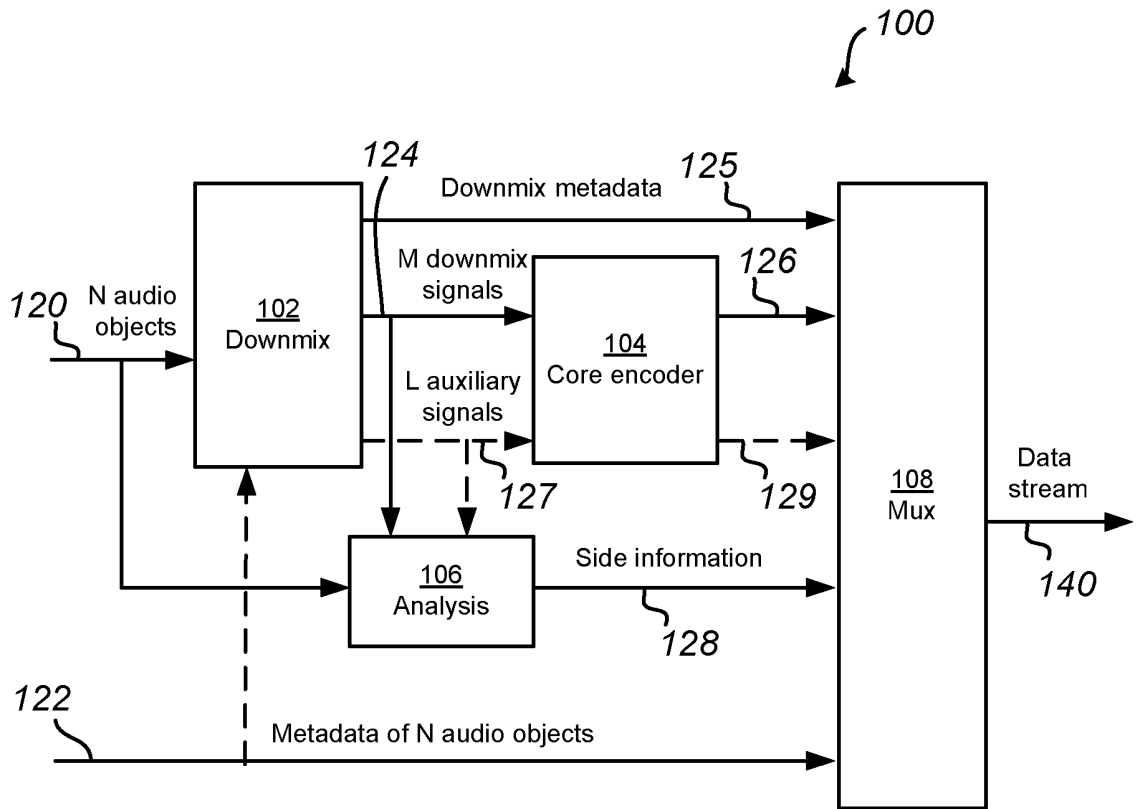 100
124
Downmix metadata
125
M downmix
signals
126
120
N audio
objects
102
Downmix
104
Core encoder
L auxiliary
signals
127
129
108
Mux
Data
stream
140
106
Analysis
Side information
128
122
Metadata of N audio objects